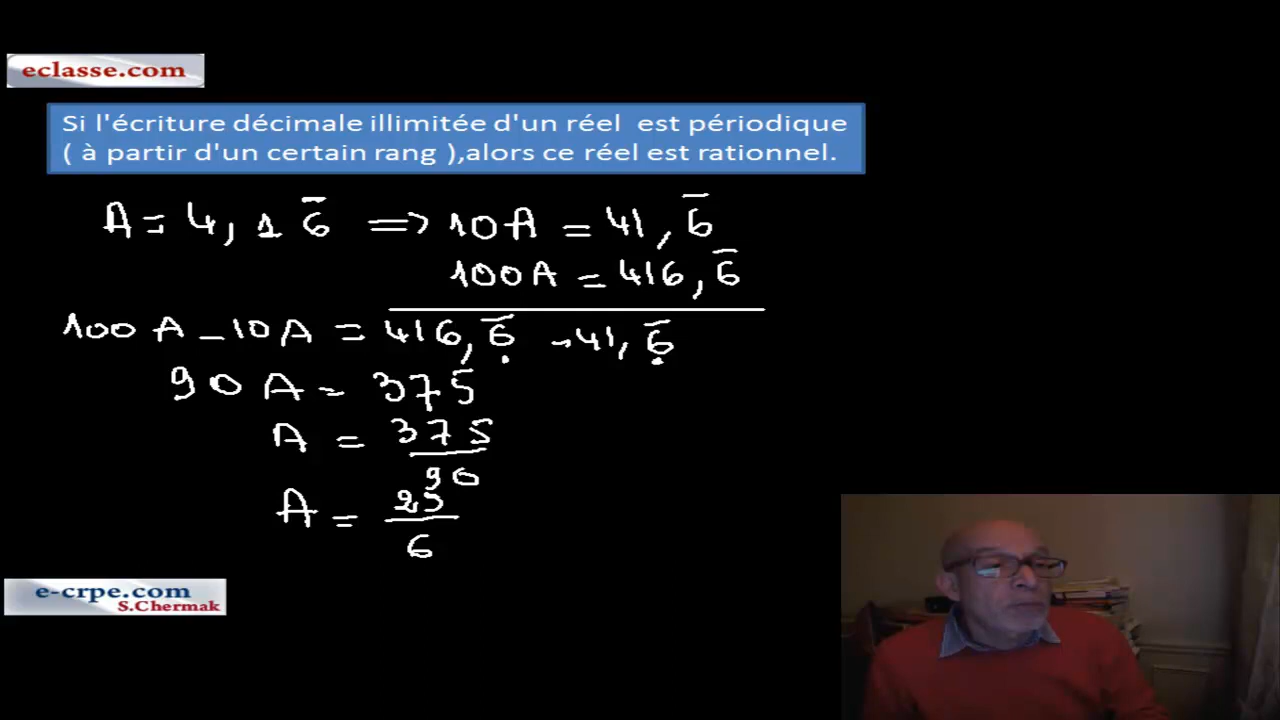 eclasse.com
Si l'écriture décimale illimitée d'un réel est périodique
( à partir d'un certain rang ),alors ce réel est rationnel.
A = 4,16̅ ⟹ 10A = 41,6̅
100A = 416,6̅
100A - 10A = 416,6̅ - 41,6̅
90A = 375
A = 375/90
A = 25/6
e-crpe.com
S.Chermak